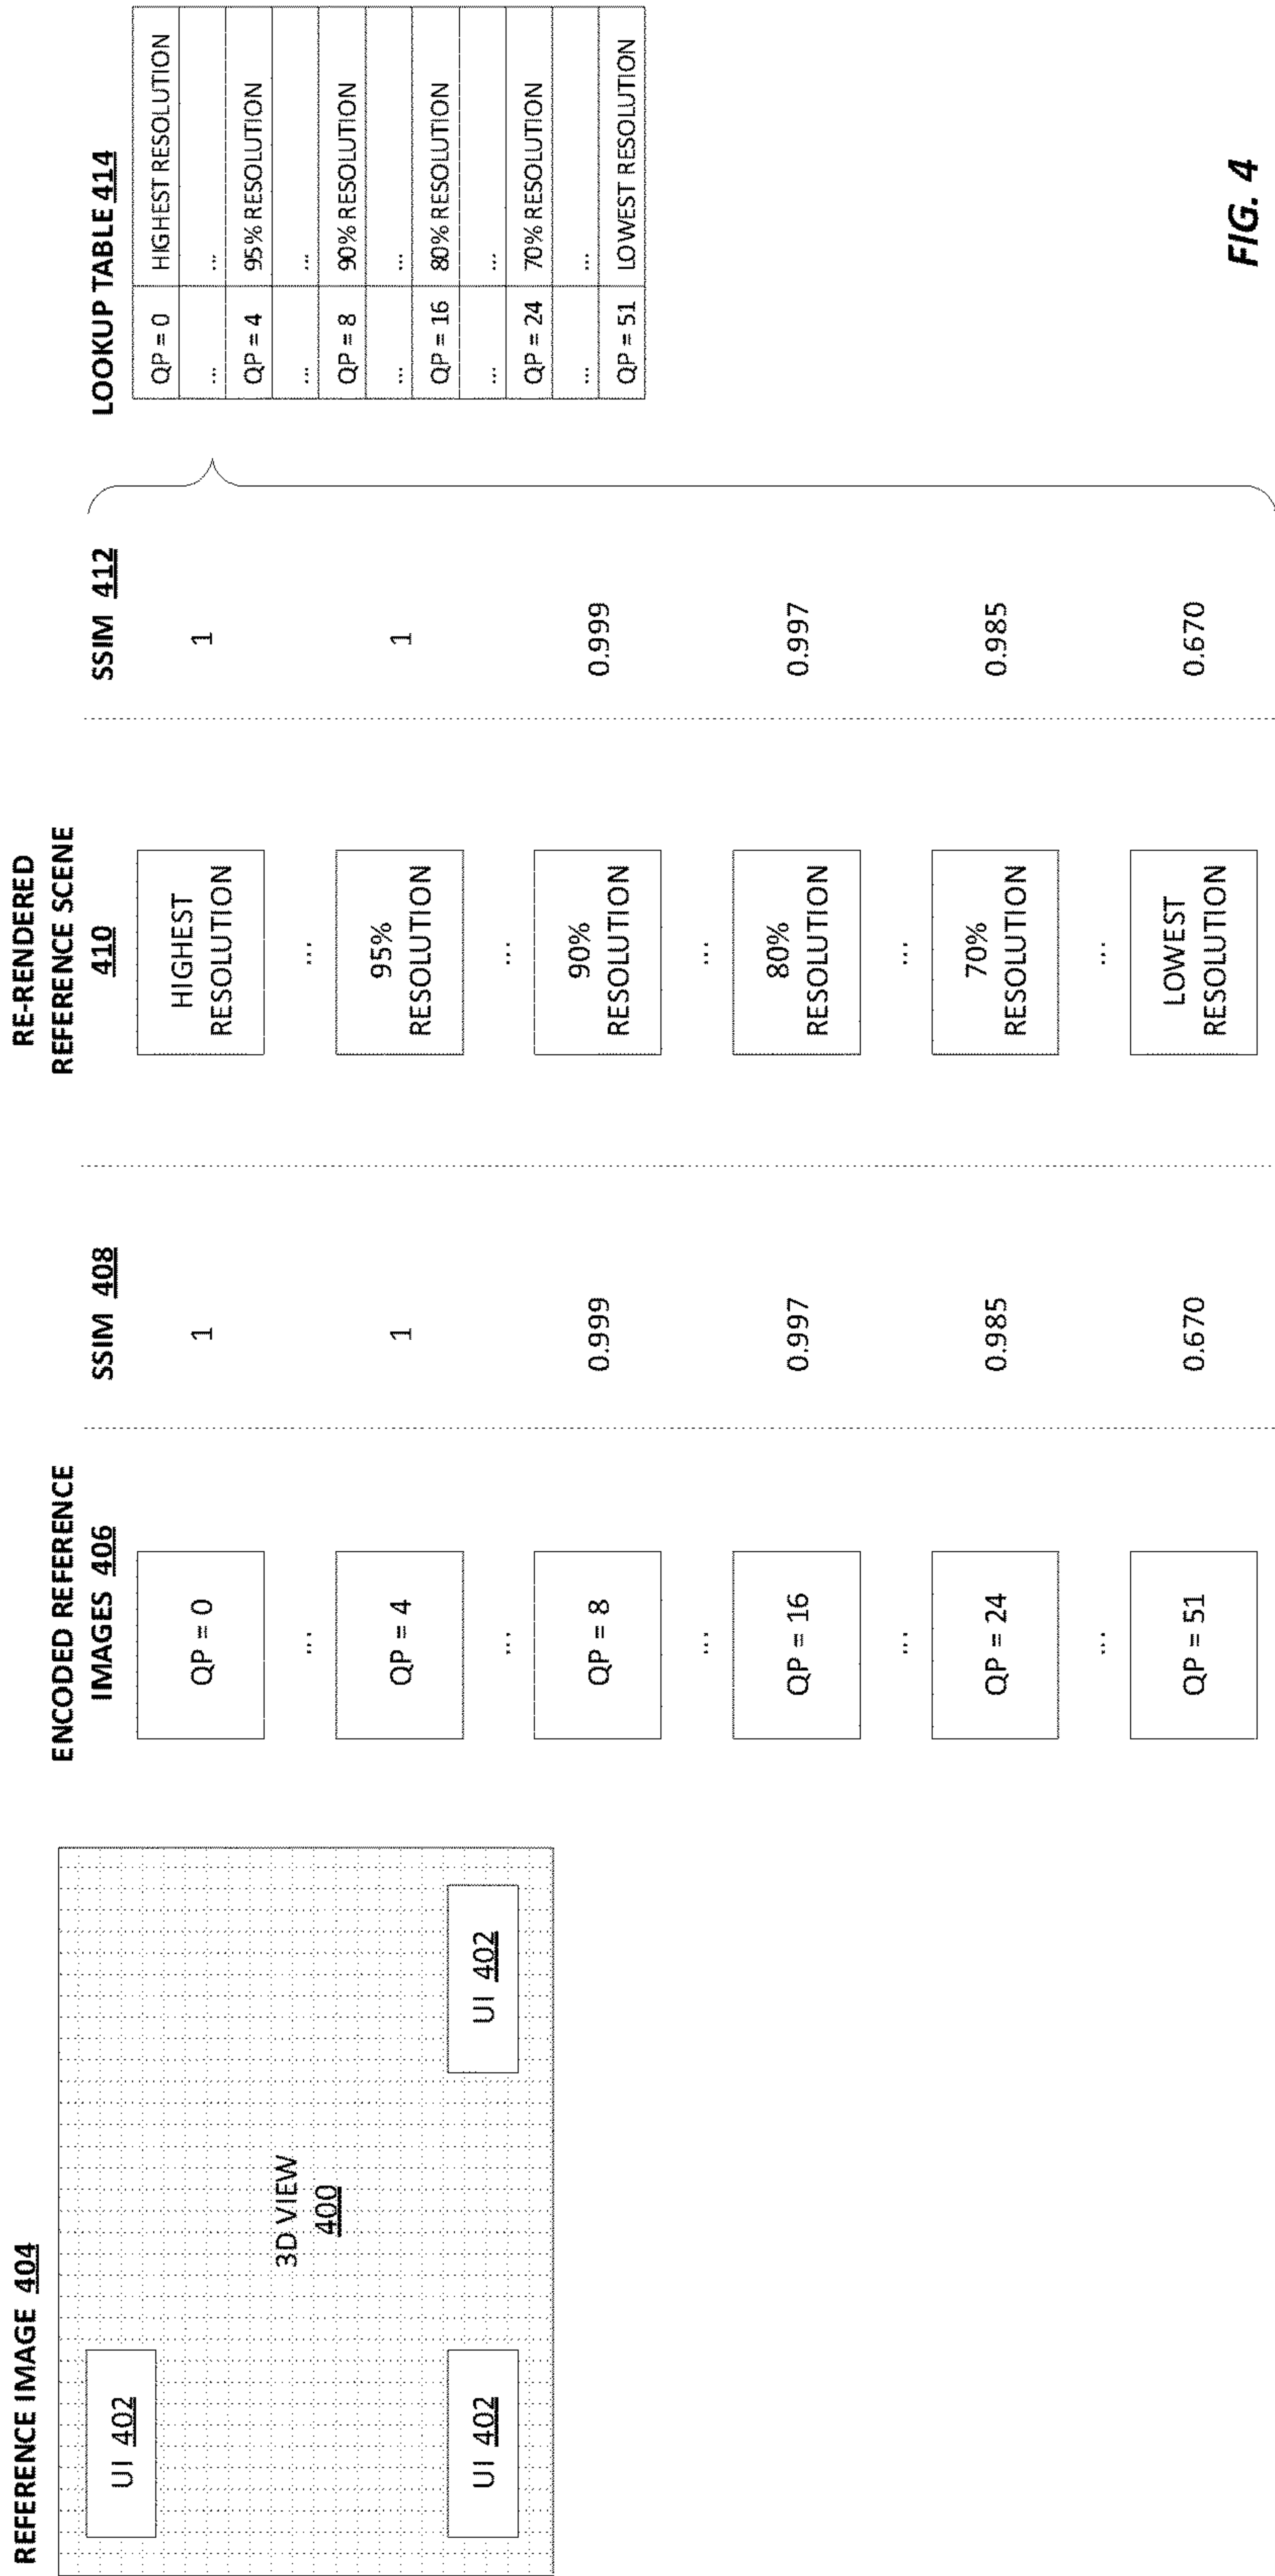 REFERENCE IMAGE 404
UI 402
3D VIEW
400
UI 402
UI 402
ENCODED REFERENCE
IMAGES 406
QP = 0
...
QP = 4
...
QP = 8
...
QP = 16
...
QP = 24
...
QP = 51
SSIM 408
1
1
0.999
0.997
0.985
0.670
RE-RENDERED
REFERENCE SCENE
410
HIGHEST
RESOLUTION
...
95%
RESOLUTION
...
90%
RESOLUTION
...
80%
RESOLUTION
...
70%
RESOLUTION
...
LOWEST
RESOLUTION
SSIM 412
1
1
0.999
0.997
0.985
0.670
LOOKUP TABLE 414
QP = 0 HIGHEST RESOLUTION
... ...
QP = 4 95% RESOLUTION
... ...
QP = 8 90% RESOLUTION
... ...
QP = 16 80% RESOLUTION
... ...
QP = 24 70% RESOLUTION
... ...
QP = 51 LOWEST RESOLUTION
FIG. 4